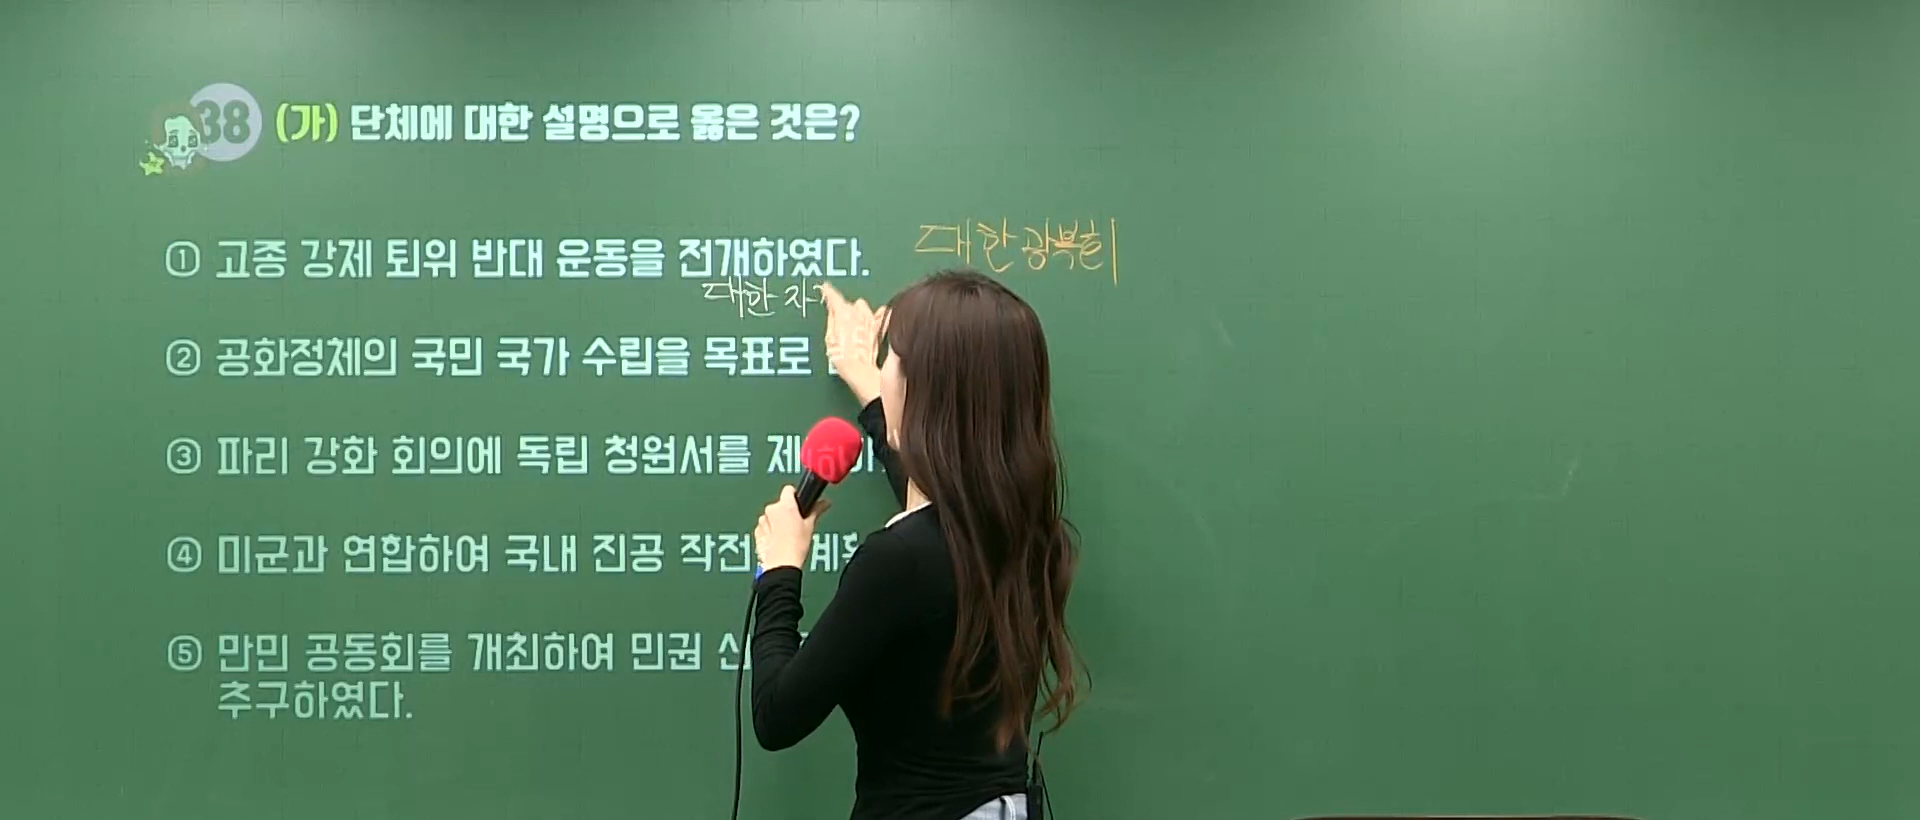 38 (가) 단체에 대한 설명으로 옳은 것은?
① 고종 강제 퇴위 반대 운동을 전개하였다.
대한광복회
대한자
② 공화정체의 국민 국가 수립을 목표로
③ 파리 강화 회의에 독립 청원서를
④ 미군과 연합하여 국내 진공 작전
⑤ 만민 공동회를 개최하여 민권
추구하였다.